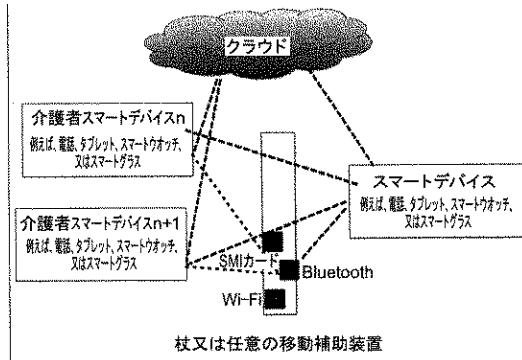 クラウド
介護者スマートデバイスn
例えば、電話、タブレット、スマートウオッチ、
又はスマートグラス
スマートデバイス
例えば、電話、タブレット、スマートウオッチ、
又はスマートグラス
介護者スマートデバイスn+1
例えば、電話、タブレット、スマートウオッチ、
又はスマートグラス
SMIカード
Bluetooth
Wi-Fi
杖又は任意の移動補助装置